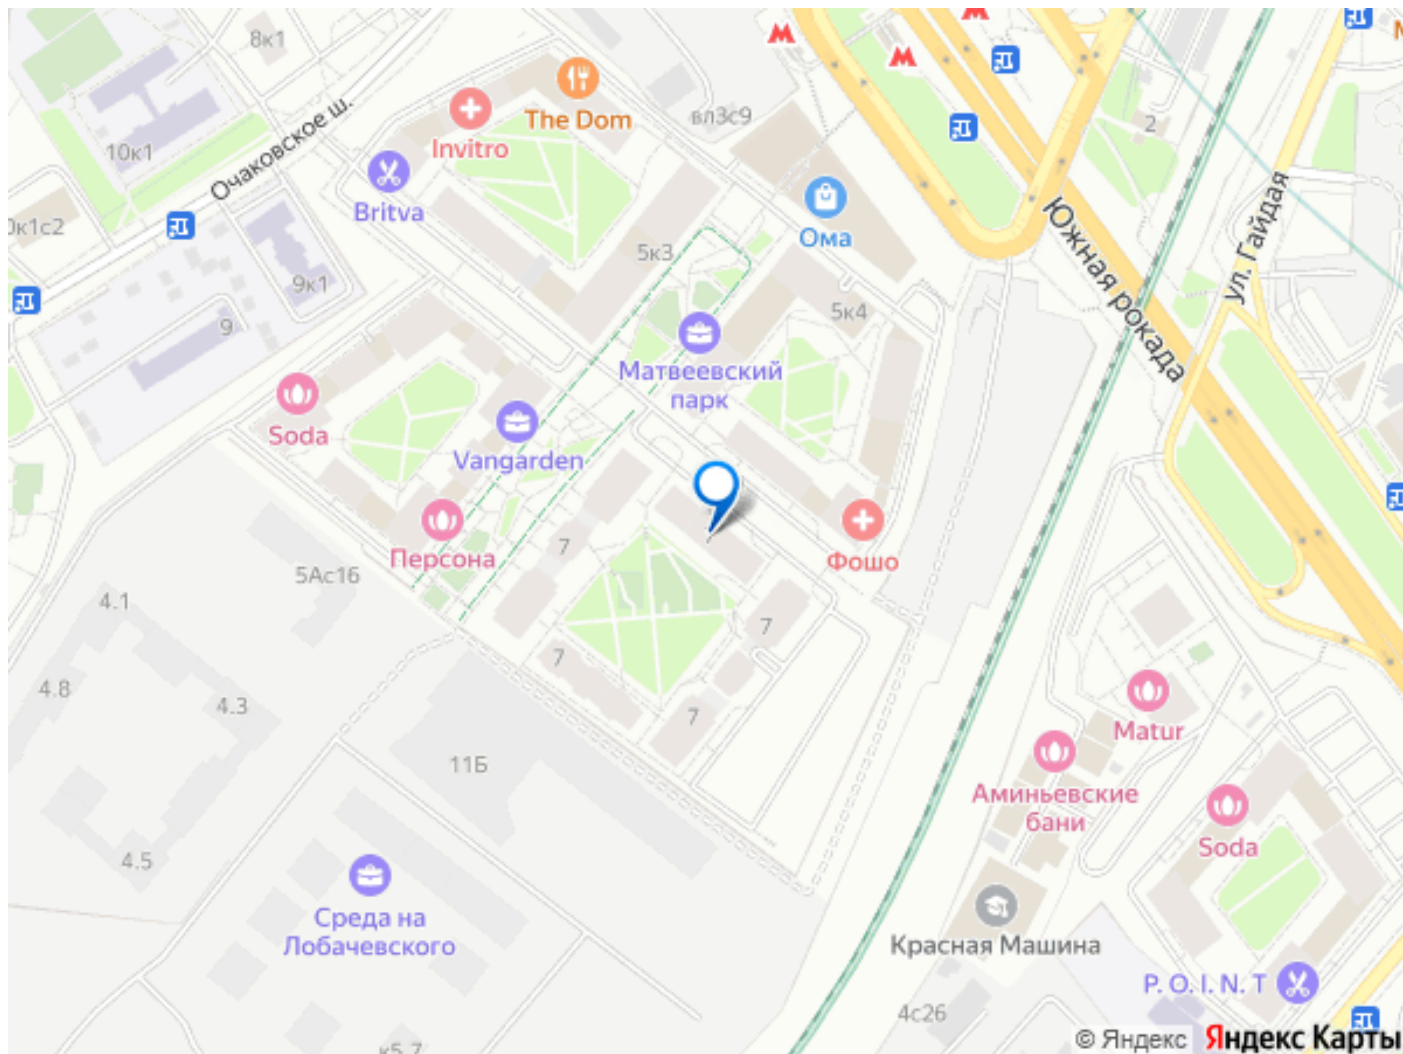 8к1
The Dom
вл3с9
2
Invitro
10к1
Очаковское ш.
Britva
Ома
Южная рокада
ул. Гайдая
5к3
9к1
5к4
9
Матвеевский
парк
Soda
Vangarden
Персона
7
Фошо
5Ас16
4.1
7
7
4.8
4.3
7
Matur
11Б
Аминьевские
бани
Soda
4.5
Среда на
Лобачевского
Красная Машина
P. O. I. N. T
4с26
© Яндекс Яндекс Карты